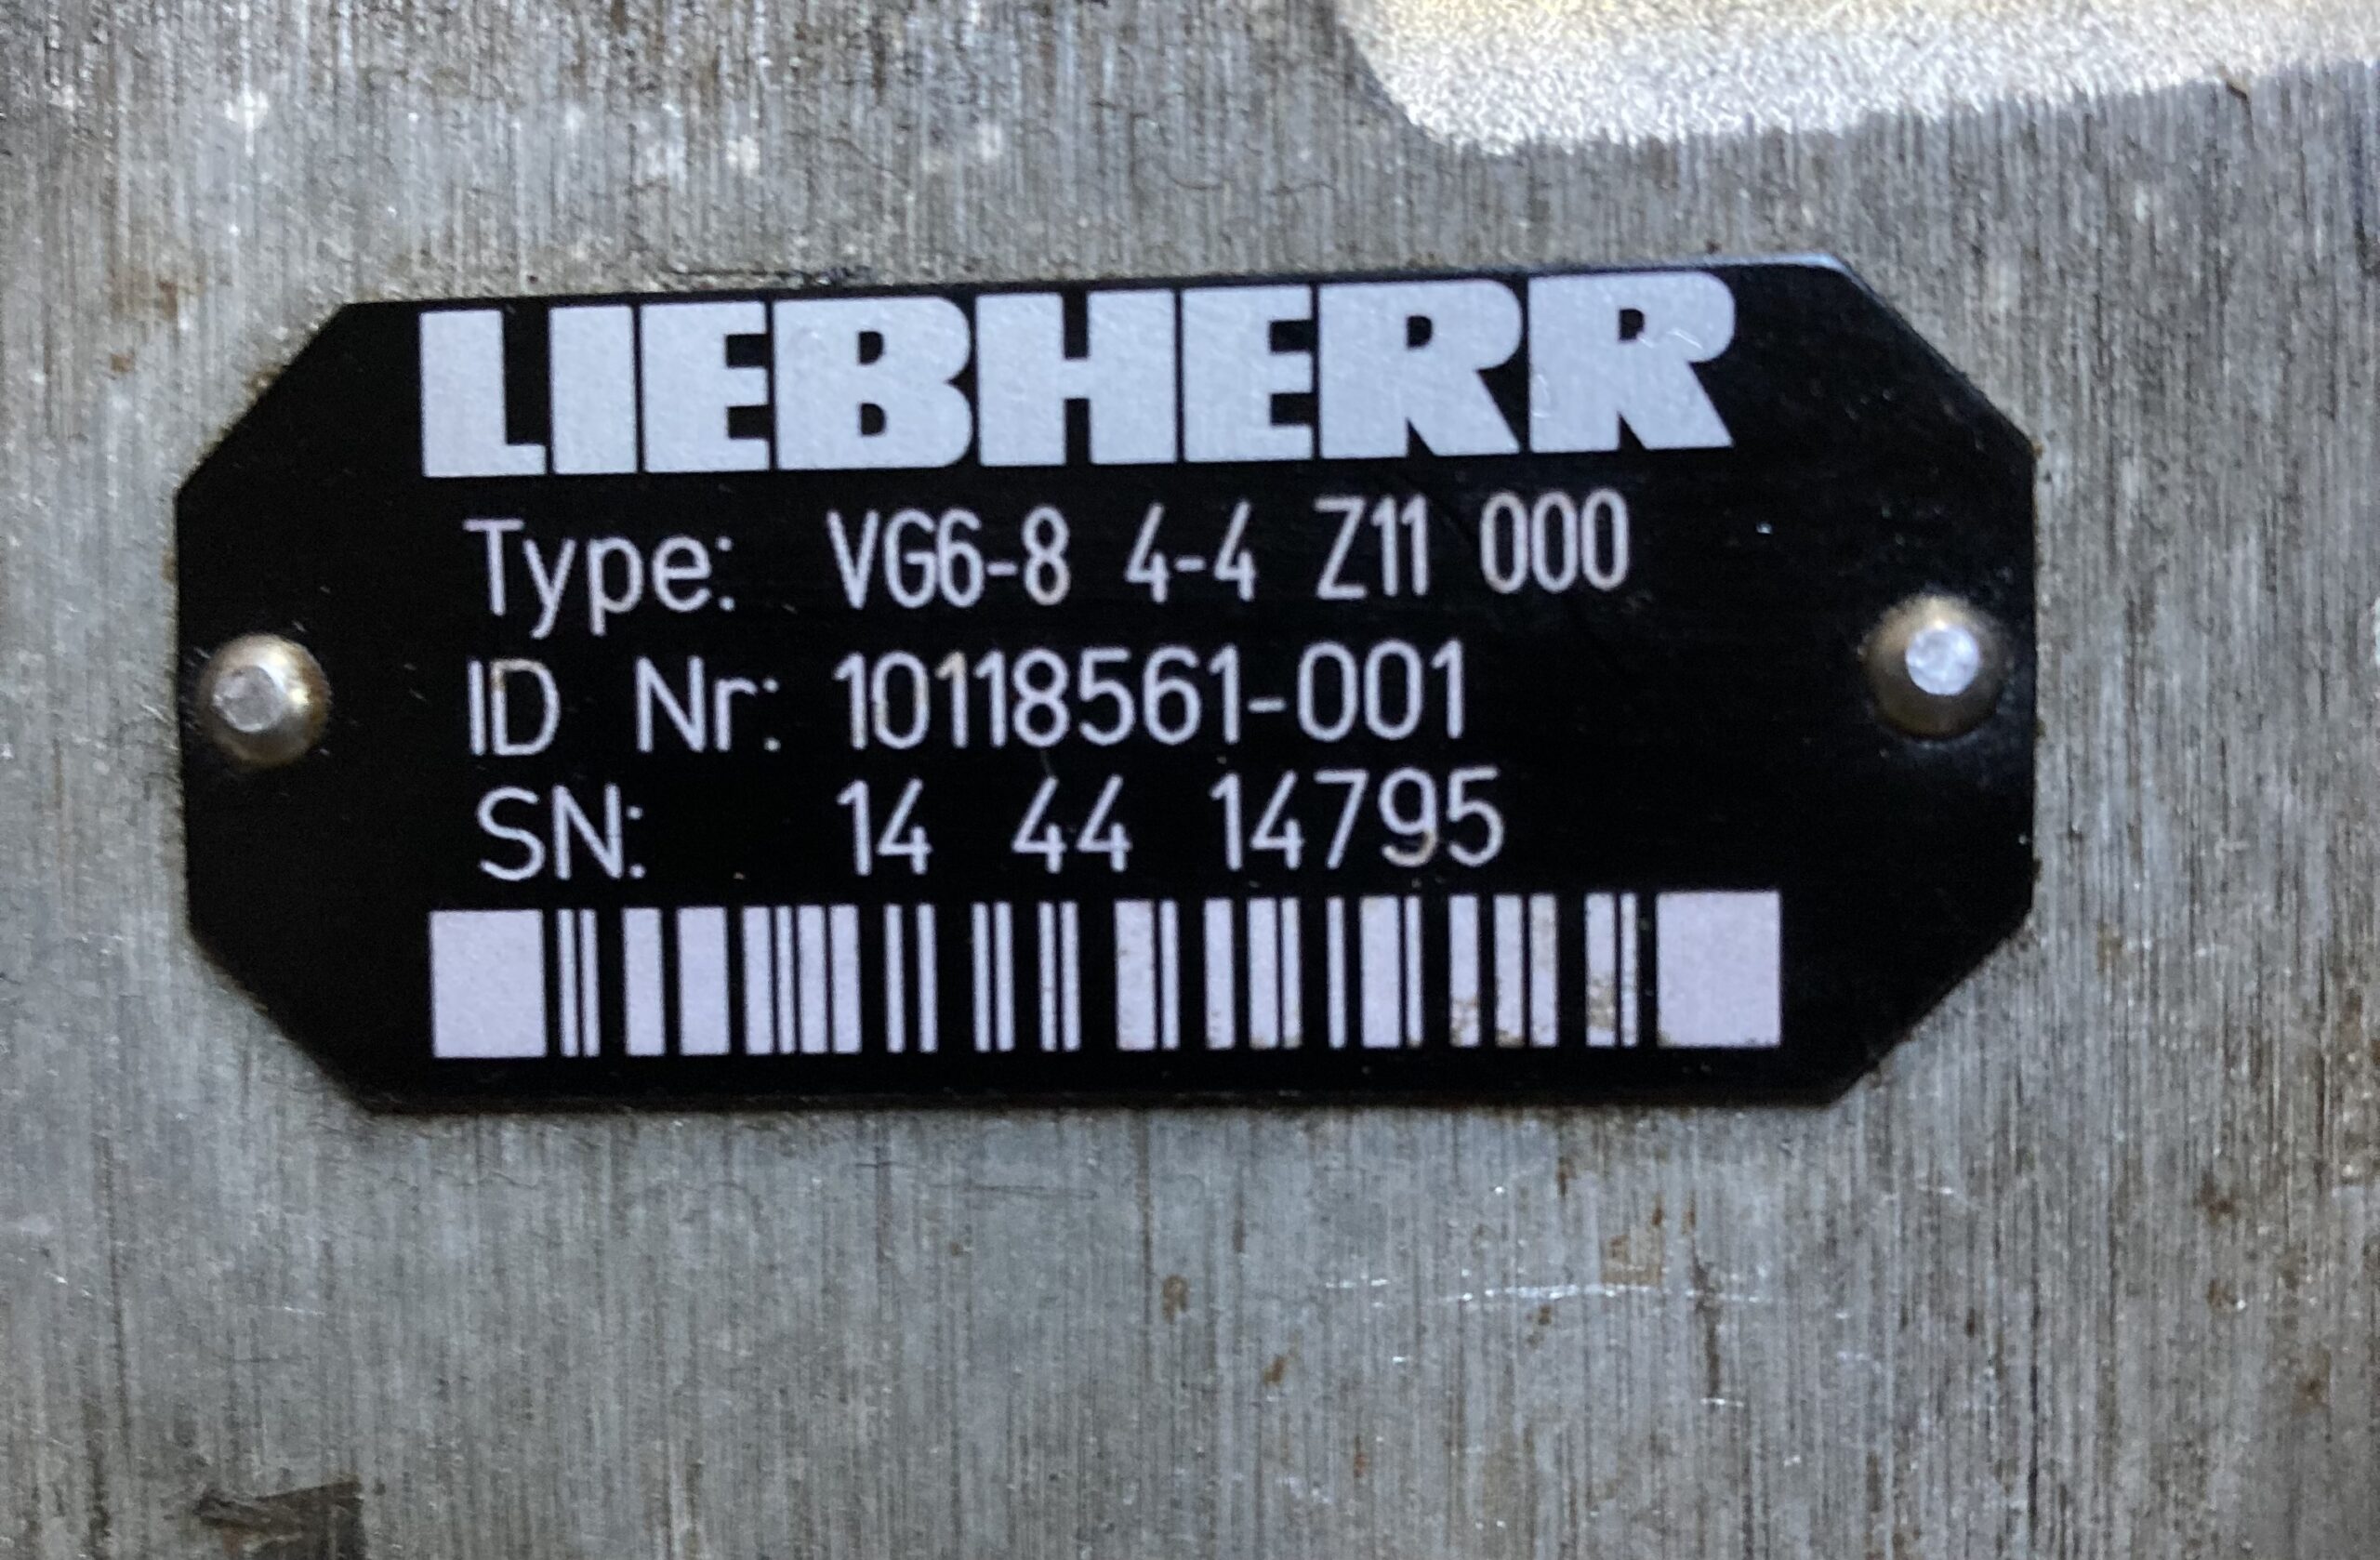 LIEBHERR
Type: VG6-8 4-4 Z11 000
ID Nr: 10118561-001
SN: 14 44 14795